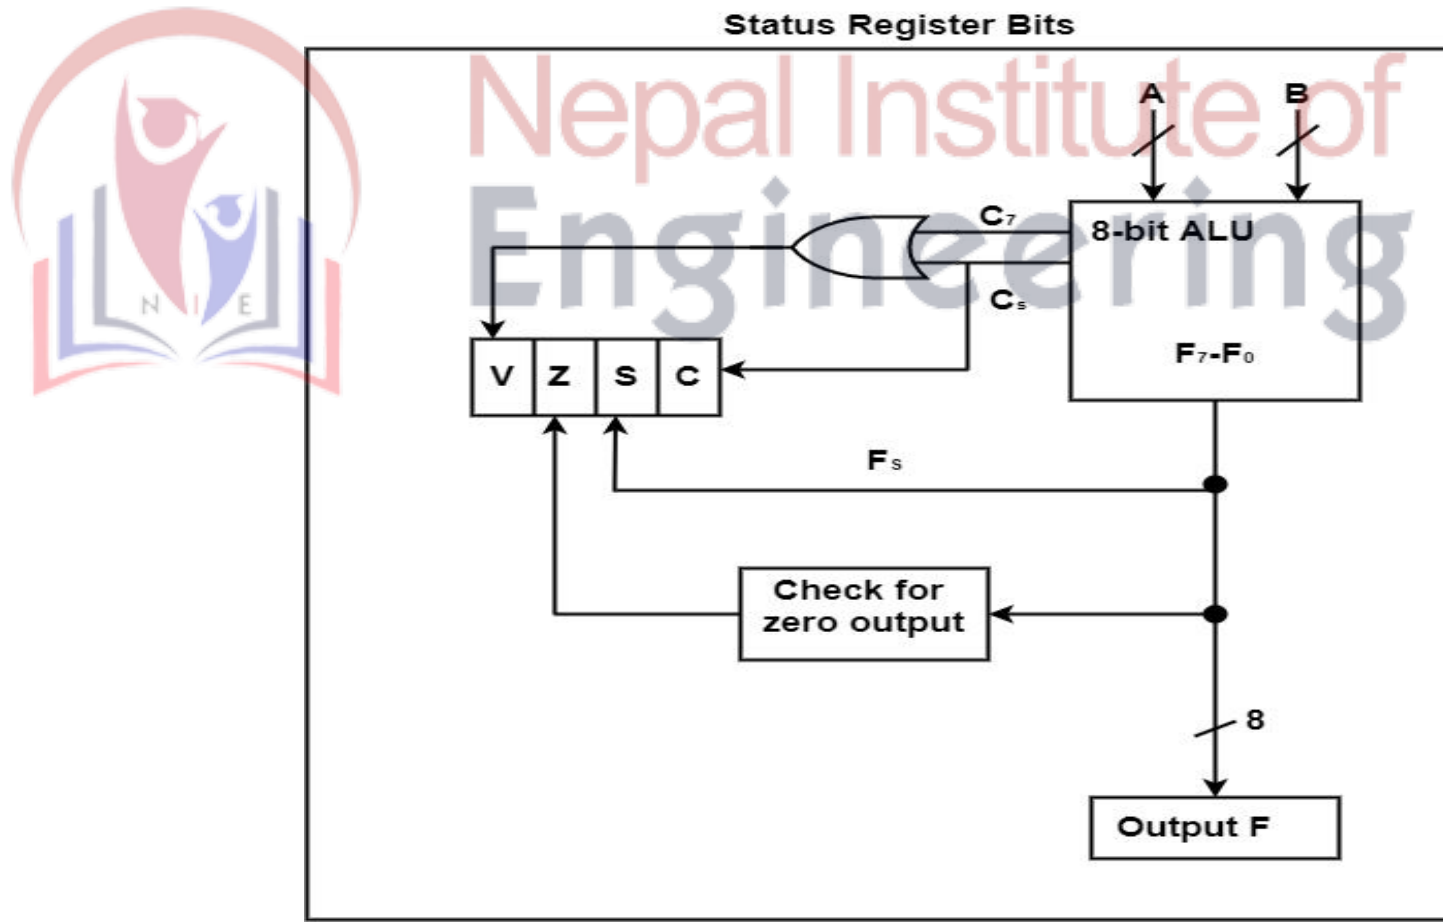 Status Register Bits
Nepal Institute of
Engineering
N I E
A
B
C₇
8-bit ALU
Cₛ
F₇-F₀
V Z S C
Fₛ
Check for
zero output
8
Output F